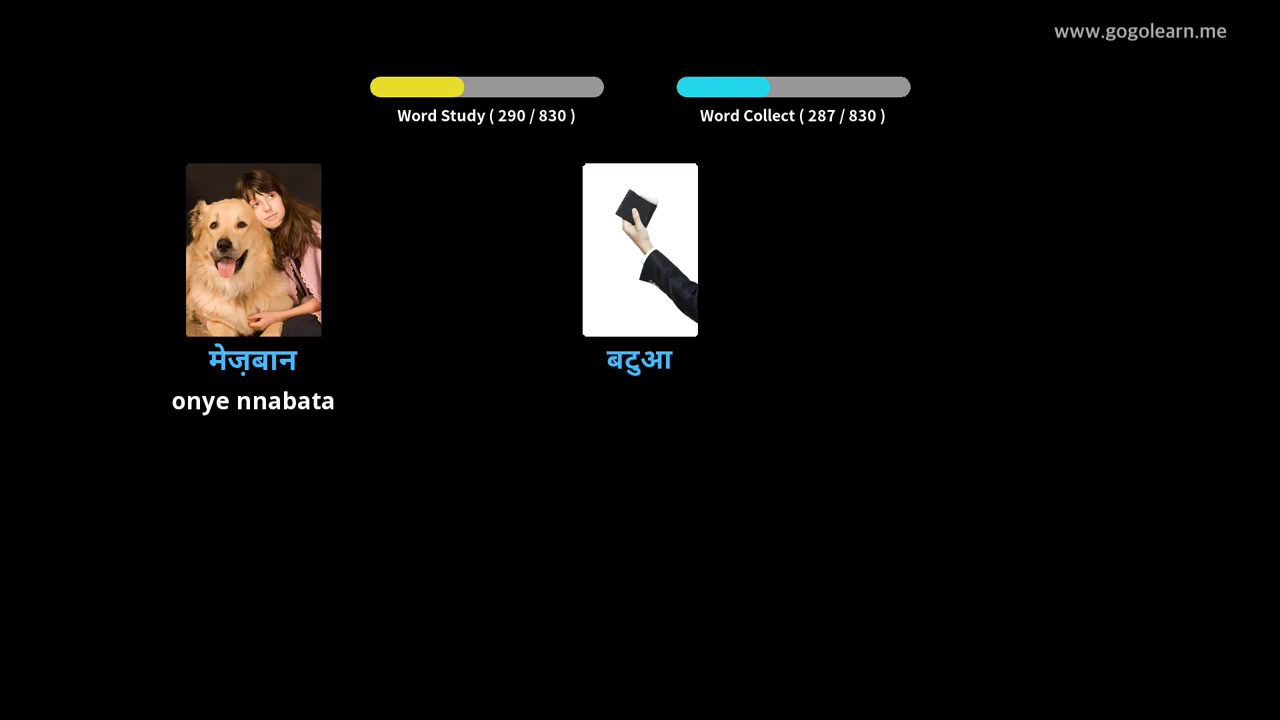 www.gogolearn.me
Word Study ( 290 / 830 )
Word Collect ( 287 / 830 )
मेज़बान
onye nnabata
बटुआ